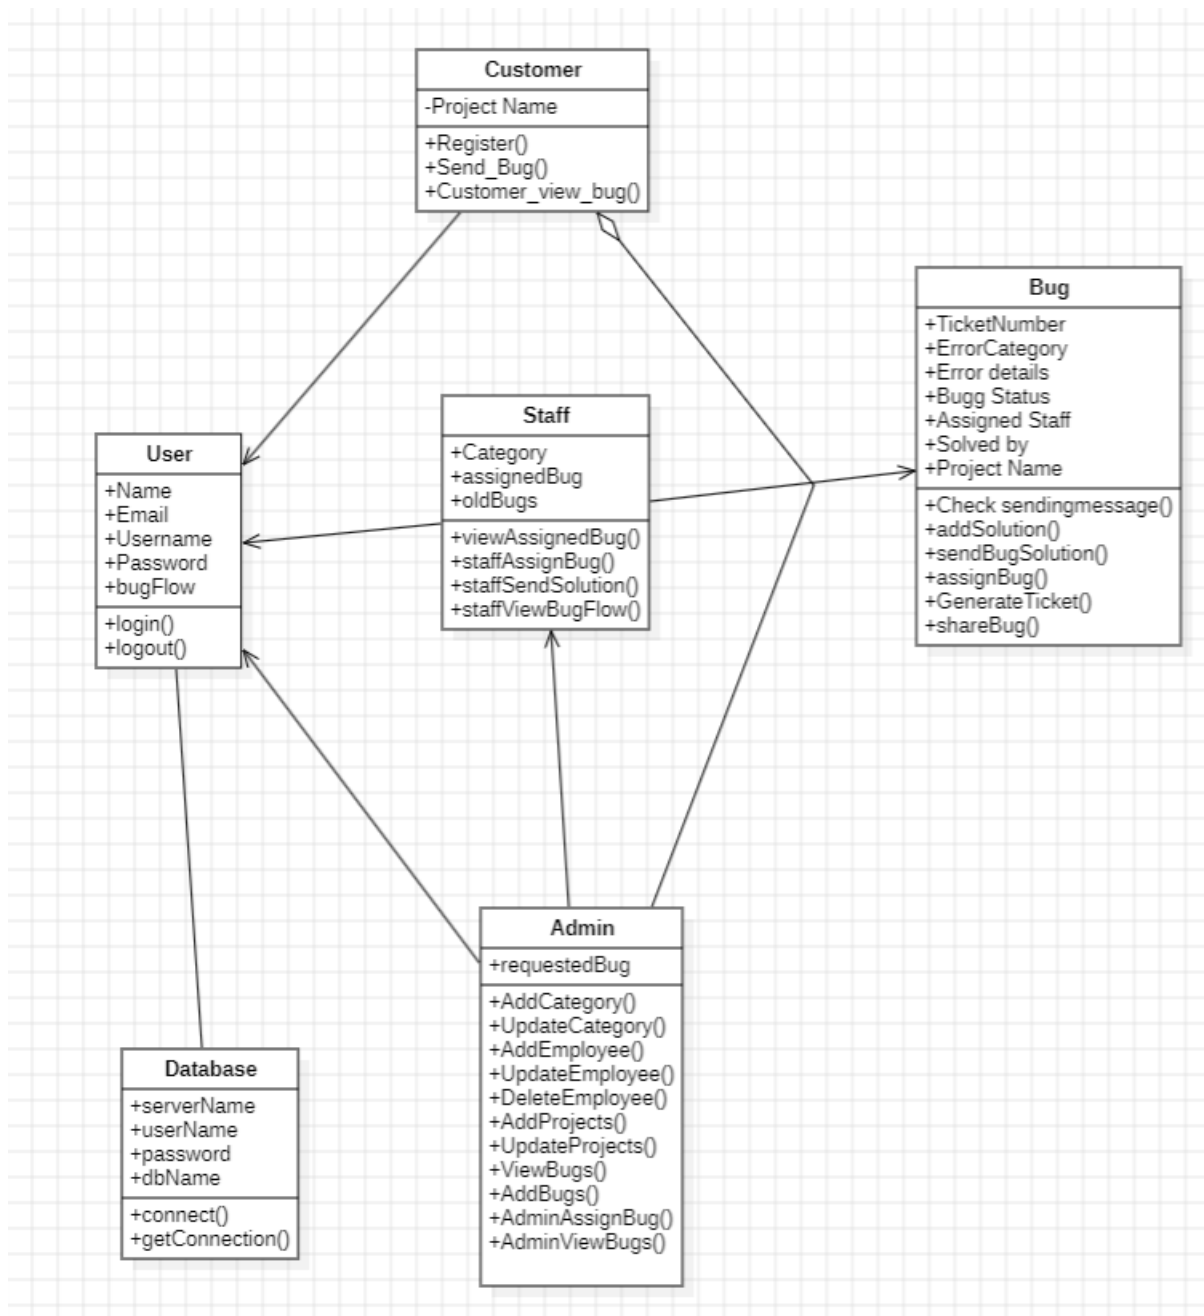 Customer
-Project Name
+Register()
+Send_Bug()
+Customer_view_bug()
Bug
+TicketNumber
+ErrorCategory
+Error details
+Bugg Status
+Assigned Staff
+Solved by
+Project Name
+Check sendingmessage()
+addSolution()
+sendBugSolution()
+assignBug()
+GenerateTicket()
+shareBug()
Staff
+Category
+assignedBug
+oldBugs
+viewAssignedBug()
+staffAssignBug()
+staffSendSolution()
+staffViewBugFlow()
User
+Name
+Email
+Username
+Password
+bugFlow
+login()
+logout()
Admin
+requestedBug
+AddCategory()
+UpdateCategory()
+AddEmployee()
+UpdateEmployee()
+DeleteEmployee()
+AddProjects()
+UpdateProjects()
+ViewBugs()
+AddBugs()
+AdminAssignBug()
+AdminViewBugs()
Database
+serverName
+userName
+password
+dbName
+connect()
+getConnection()